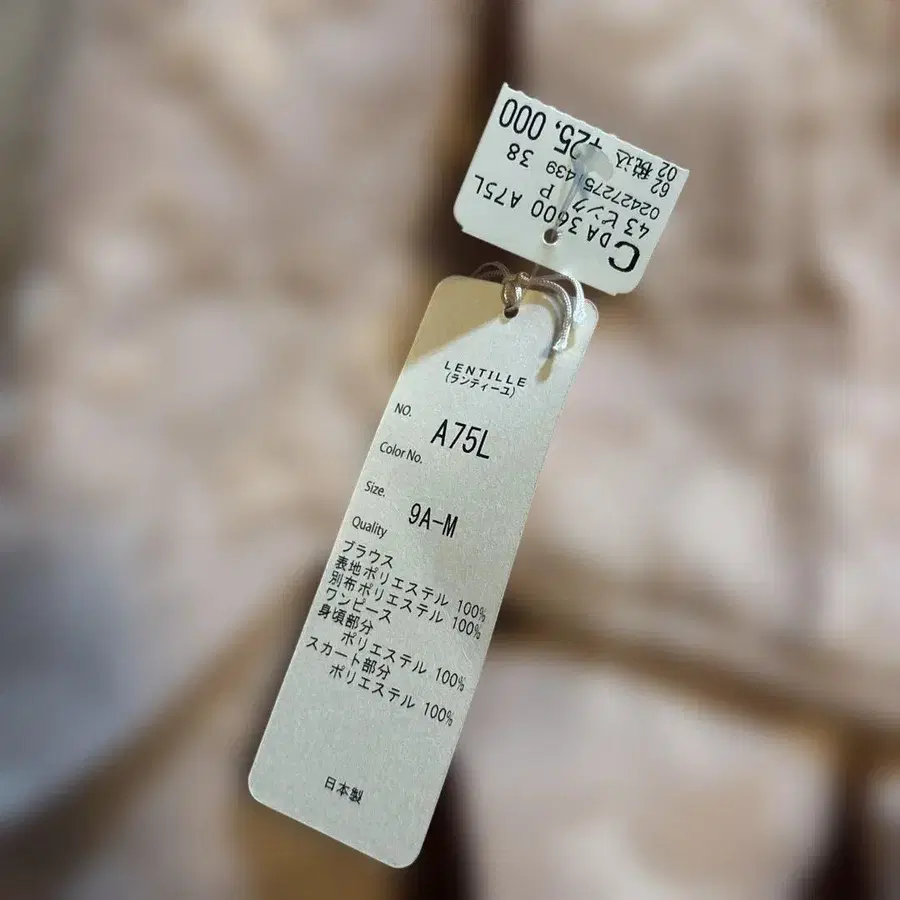 C DA3600 A75L
43 ピンク P 38
024272751439
62 税込 ¥25,000
02 02
LENTILLE
(ランティーユ)
NO.
A75L
Color No.
Size.
9A-M
Quality
ブラウス
表地ポリエステル 100%
別布ポリエステル 100%
ワンピース
身頃部分
ポリエステル 100%
スカート部分
ポリエステル 100%
日本製